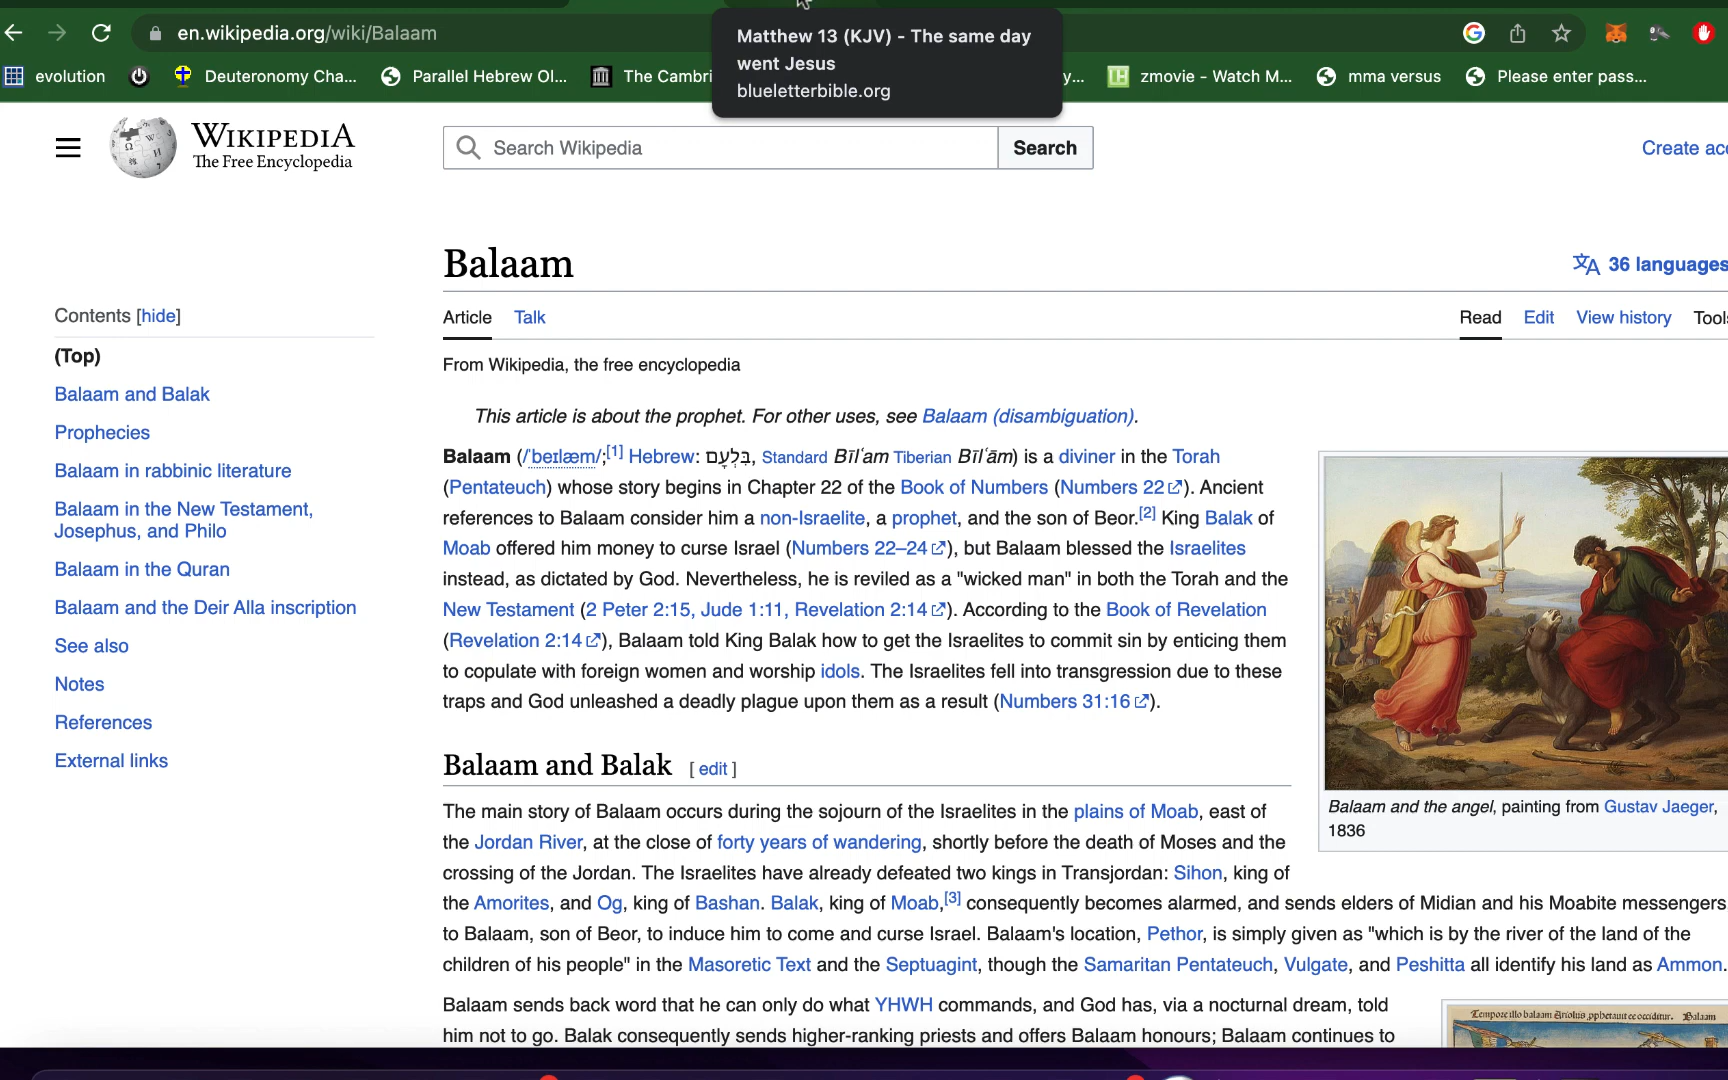 en.wikipedia.org/wiki/Balaam
Matthew 13 (KJV) - The same day
went Jesus
blueletterbible.org
evolution
Deuteronomy Cha...
Parallel Hebrew Ol...
The Cambri
y...
zmovie - Watch M...
mma versus
Please enter pass...
WIKIPEDIA
The Free Encyclopedia
Search Wikipedia
Search
Create acc
Balaam
36 languages
Contents [hide]
(Top)
Balaam and Balak
Prophecies
Balaam in rabbinic literature
Balaam in the New Testament,
Josephus, and Philo
Balaam in the Quran
Balaam and the Deir Alla inscription
See also
Notes
References
External links
Article Talk
Read Edit View history Tools
From Wikipedia, the free encyclopedia
This article is about the prophet. For other uses, see Balaam (disambiguation).
Balaam (/ˈbeɪlæm/;[1] Hebrew: בִּלְעָם, Standard Bīlʿam Tiberian Bīlʿām) is a diviner in the Torah
(Pentateuch) whose story begins in Chapter 22 of the Book of Numbers (Numbers 22). Ancient
references to Balaam consider him a non-Israelite, a prophet, and the son of Beor.[2] King Balak of
Moab offered him money to curse Israel (Numbers 22–24), but Balaam blessed the Israelites
instead, as dictated by God. Nevertheless, he is reviled as a "wicked man" in both the Torah and the
New Testament (2 Peter 2:15, Jude 1:11, Revelation 2:14). According to the Book of Revelation
(Revelation 2:14), Balaam told King Balak how to get the Israelites to commit sin by enticing them
to copulate with foreign women and worship idols. The Israelites fell into transgression due to these
traps and God unleashed a deadly plague upon them as a result (Numbers 31:16).
Balaam and the angel, painting from Gustav Jaeger,
1836
Balaam and Balak [ edit ]
The main story of Balaam occurs during the sojourn of the Israelites in the plains of Moab, east of
the Jordan River, at the close of forty years of wandering, shortly before the death of Moses and the
crossing of the Jordan. The Israelites have already defeated two kings in Transjordan: Sihon, king of
the Amorites, and Og, king of Bashan. Balak, king of Moab,[3] consequently becomes alarmed, and sends elders of Midian and his Moabite messengers,
to Balaam, son of Beor, to induce him to come and curse Israel. Balaam's location, Pethor, is simply given as "which is by the river of the land of the
children of his people" in the Masoretic Text and the Septuagint, though the Samaritan Pentateuch, Vulgate, and Peshitta all identify his land as Ammon.
Balaam sends back word that he can only do what YHWH commands, and God has, via a nocturnal dream, told
him not to go. Balak consequently sends higher-ranking priests and offers Balaam honours; Balaam continues to
Balaam